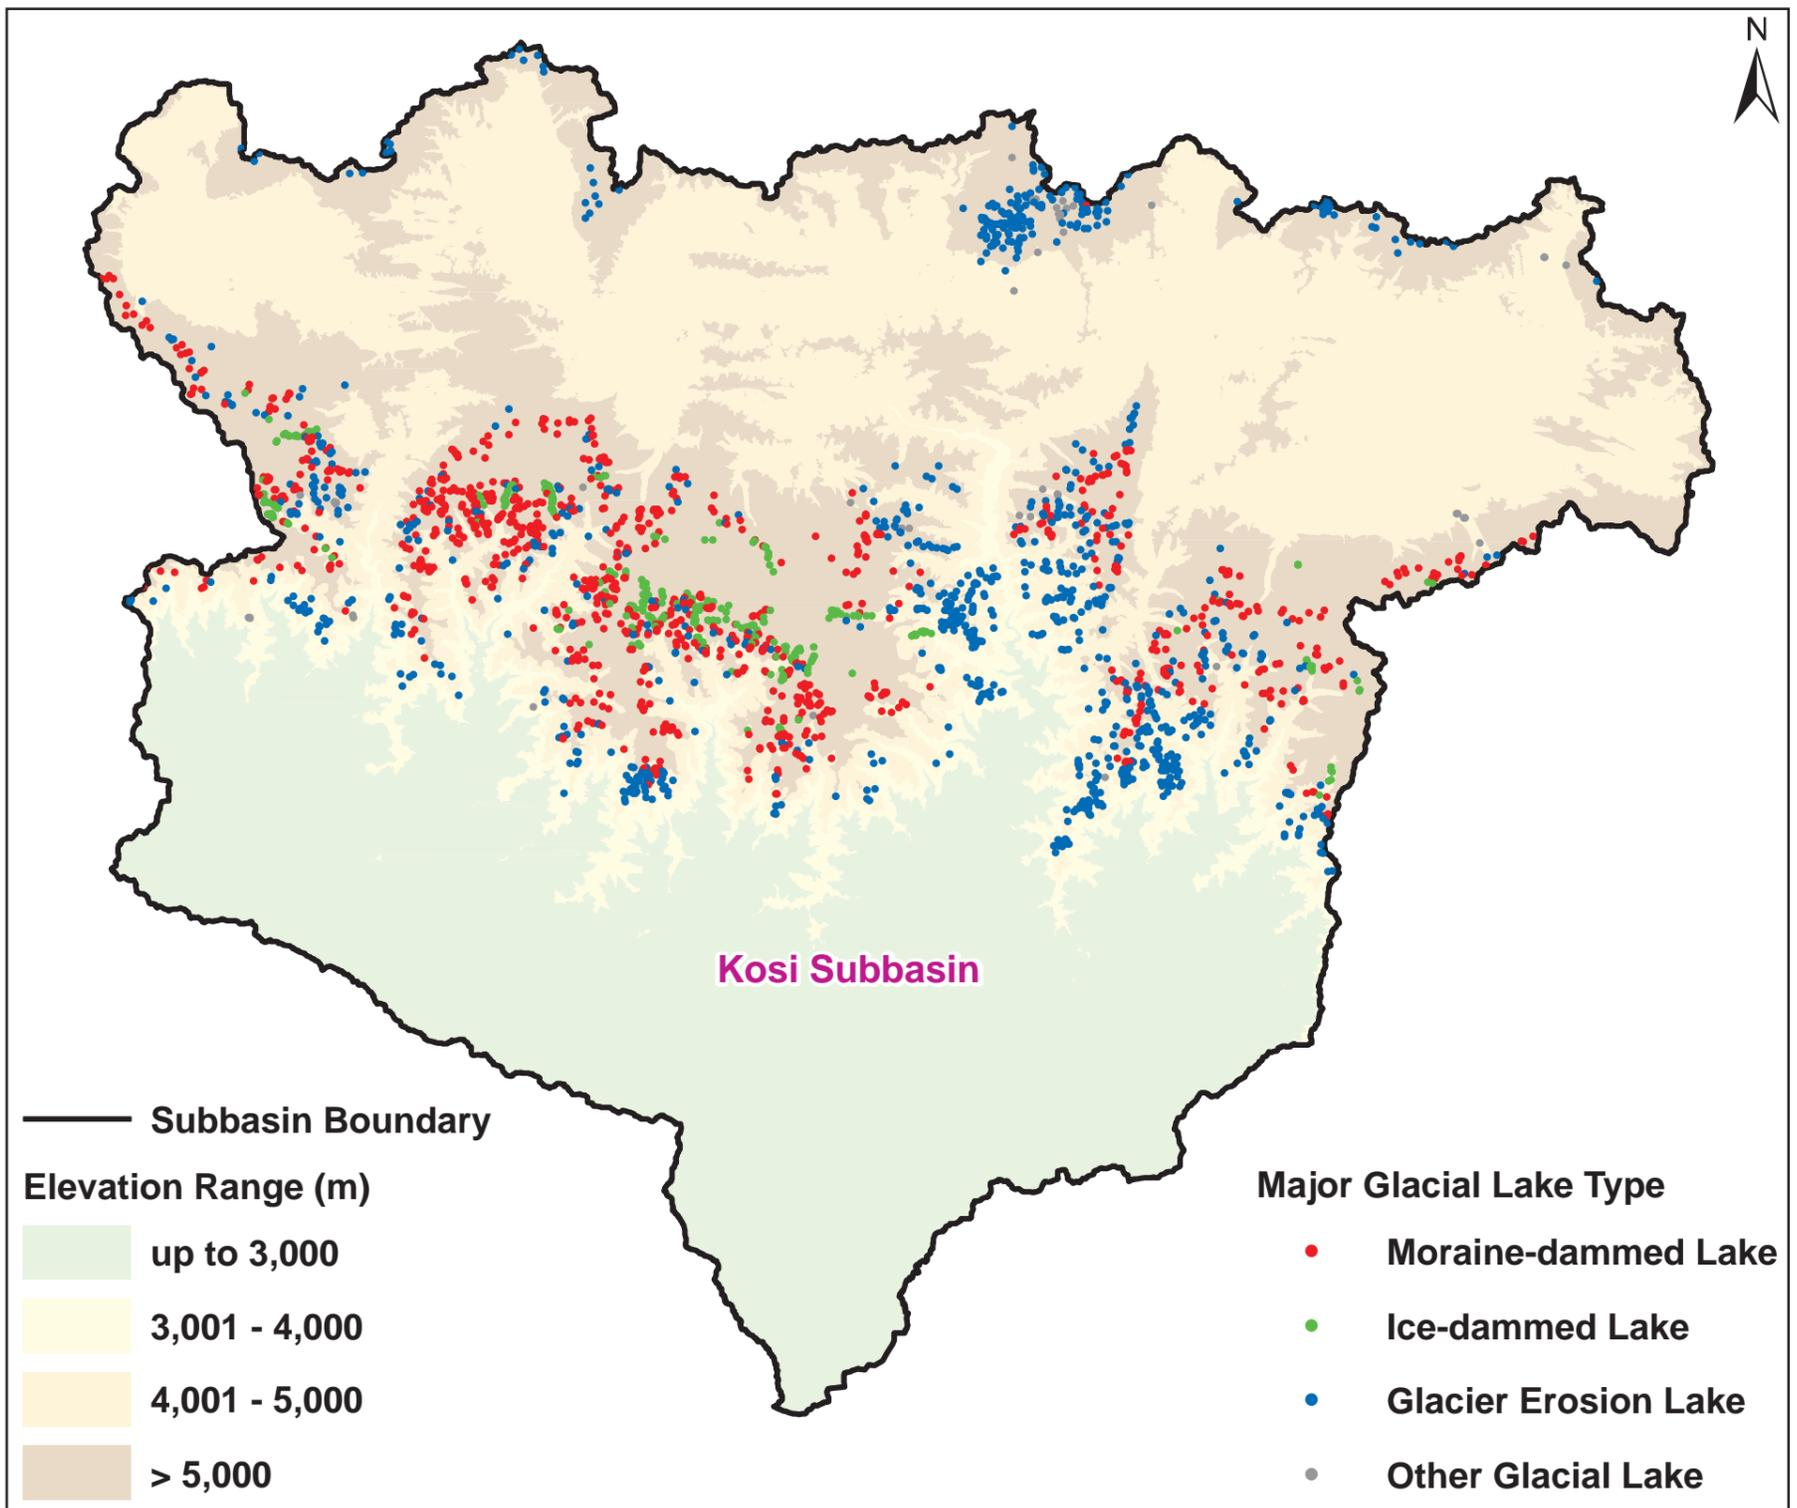 N
Kosi Subbasin
Subbasin Boundary
Elevation Range (m)
up to 3,000
3,001 - 4,000
4,001 - 5,000
> 5,000
Major Glacial Lake Type
Moraine-dammed Lake
Ice-dammed Lake
Glacier Erosion Lake
Other Glacial Lake